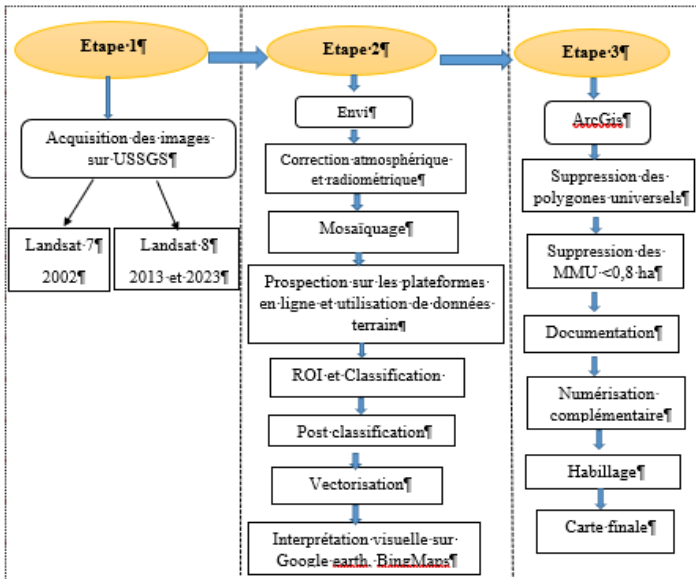 Etape 1¶
Acquisition des images
sur USSGS¶
Landsat 7¶
2002¶
Landsat 8¶
2013 et 2023¶
Etape 2¶
Envi¶
Correction atmosphérique
et radiométrique¶
Mosaïquage¶
Prospection sur les plateformes
en ligne et utilisation de données
terrain¶
ROI et Classification
Post classification¶
Vectorisation¶
Interprétation visuelle sur
Google earth, BingMaps¶
Etape 3¶
ArcGis¶
Suppression des
polygones universels¶
Suppression des
MMU <0,8 ha¶
Documentation¶
Numérisation
complémentaire¶
Habillage¶
Carte finale¶